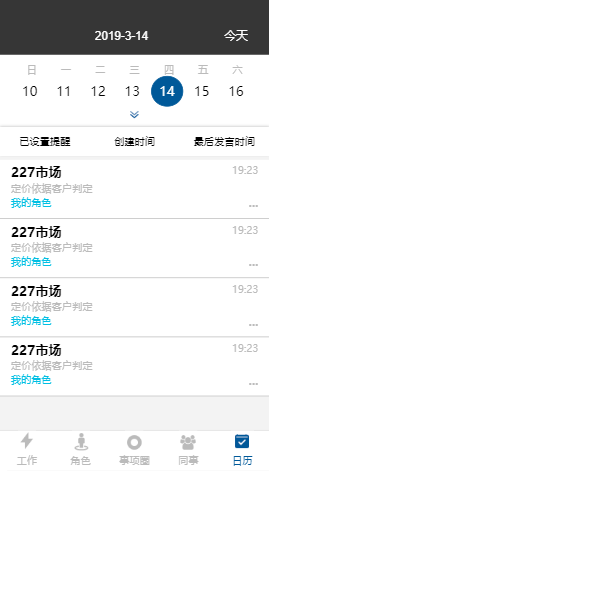 2019-3-14 今天
日 一 二 三 四 五 六
10 11 12 13 14 15 16
已设置提醒 创建时间 最后发言时间
227市场 19:23
定价依据客户判定
我的角色 ...
227市场 19:23
定价依据客户判定
我的角色 ...
227市场 19:23
定价依据客户判定
我的角色 ...
227市场 19:23
定价依据客户判定
我的角色 ...
工作 角色 事项圈 同事 日历